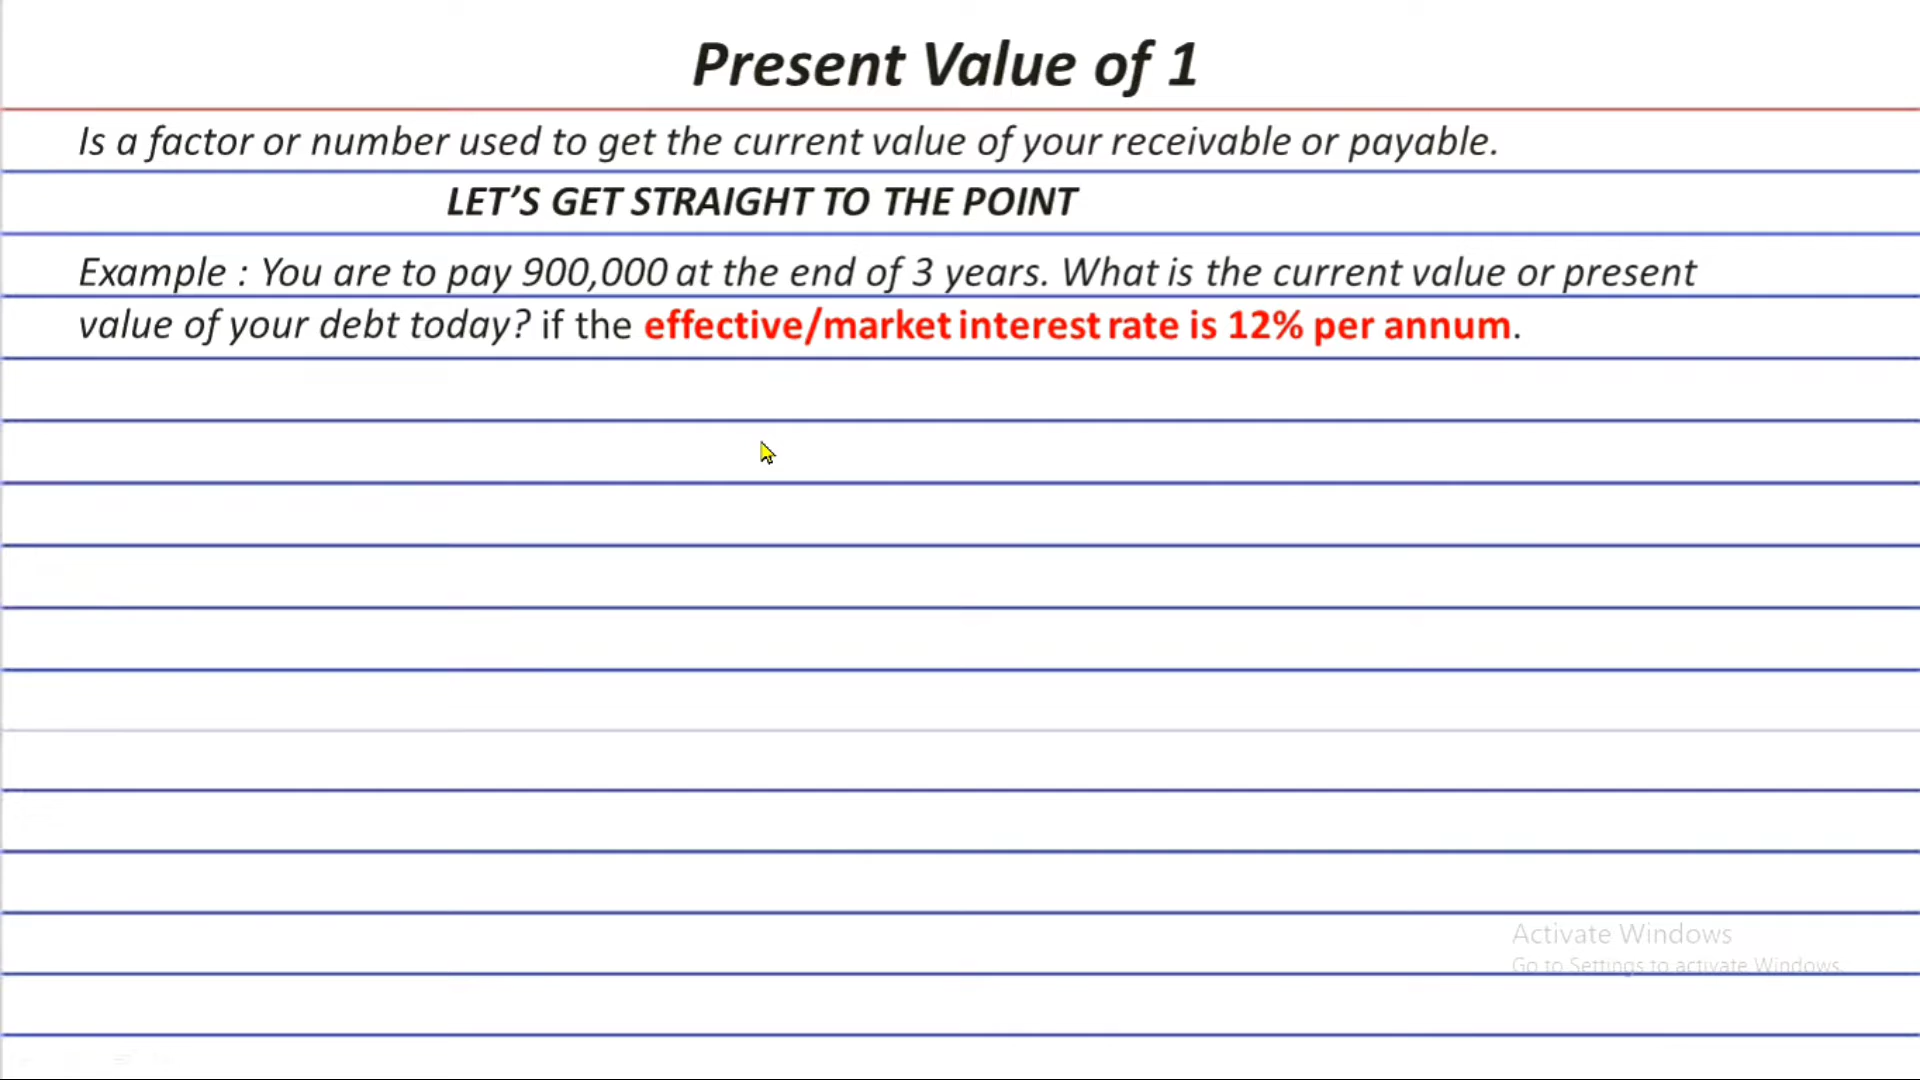 Present Value of 1
Is a factor or number used to get the current value of your receivable or payable.
LET’S GET STRAIGHT TO THE POINT
Example : You are to pay 900,000 at the end of 3 years. What is the current value or present
value of your debt today? if the effective/market interest rate is 12% per annum.
Activate Windows
Go to Settings to activate Windows.